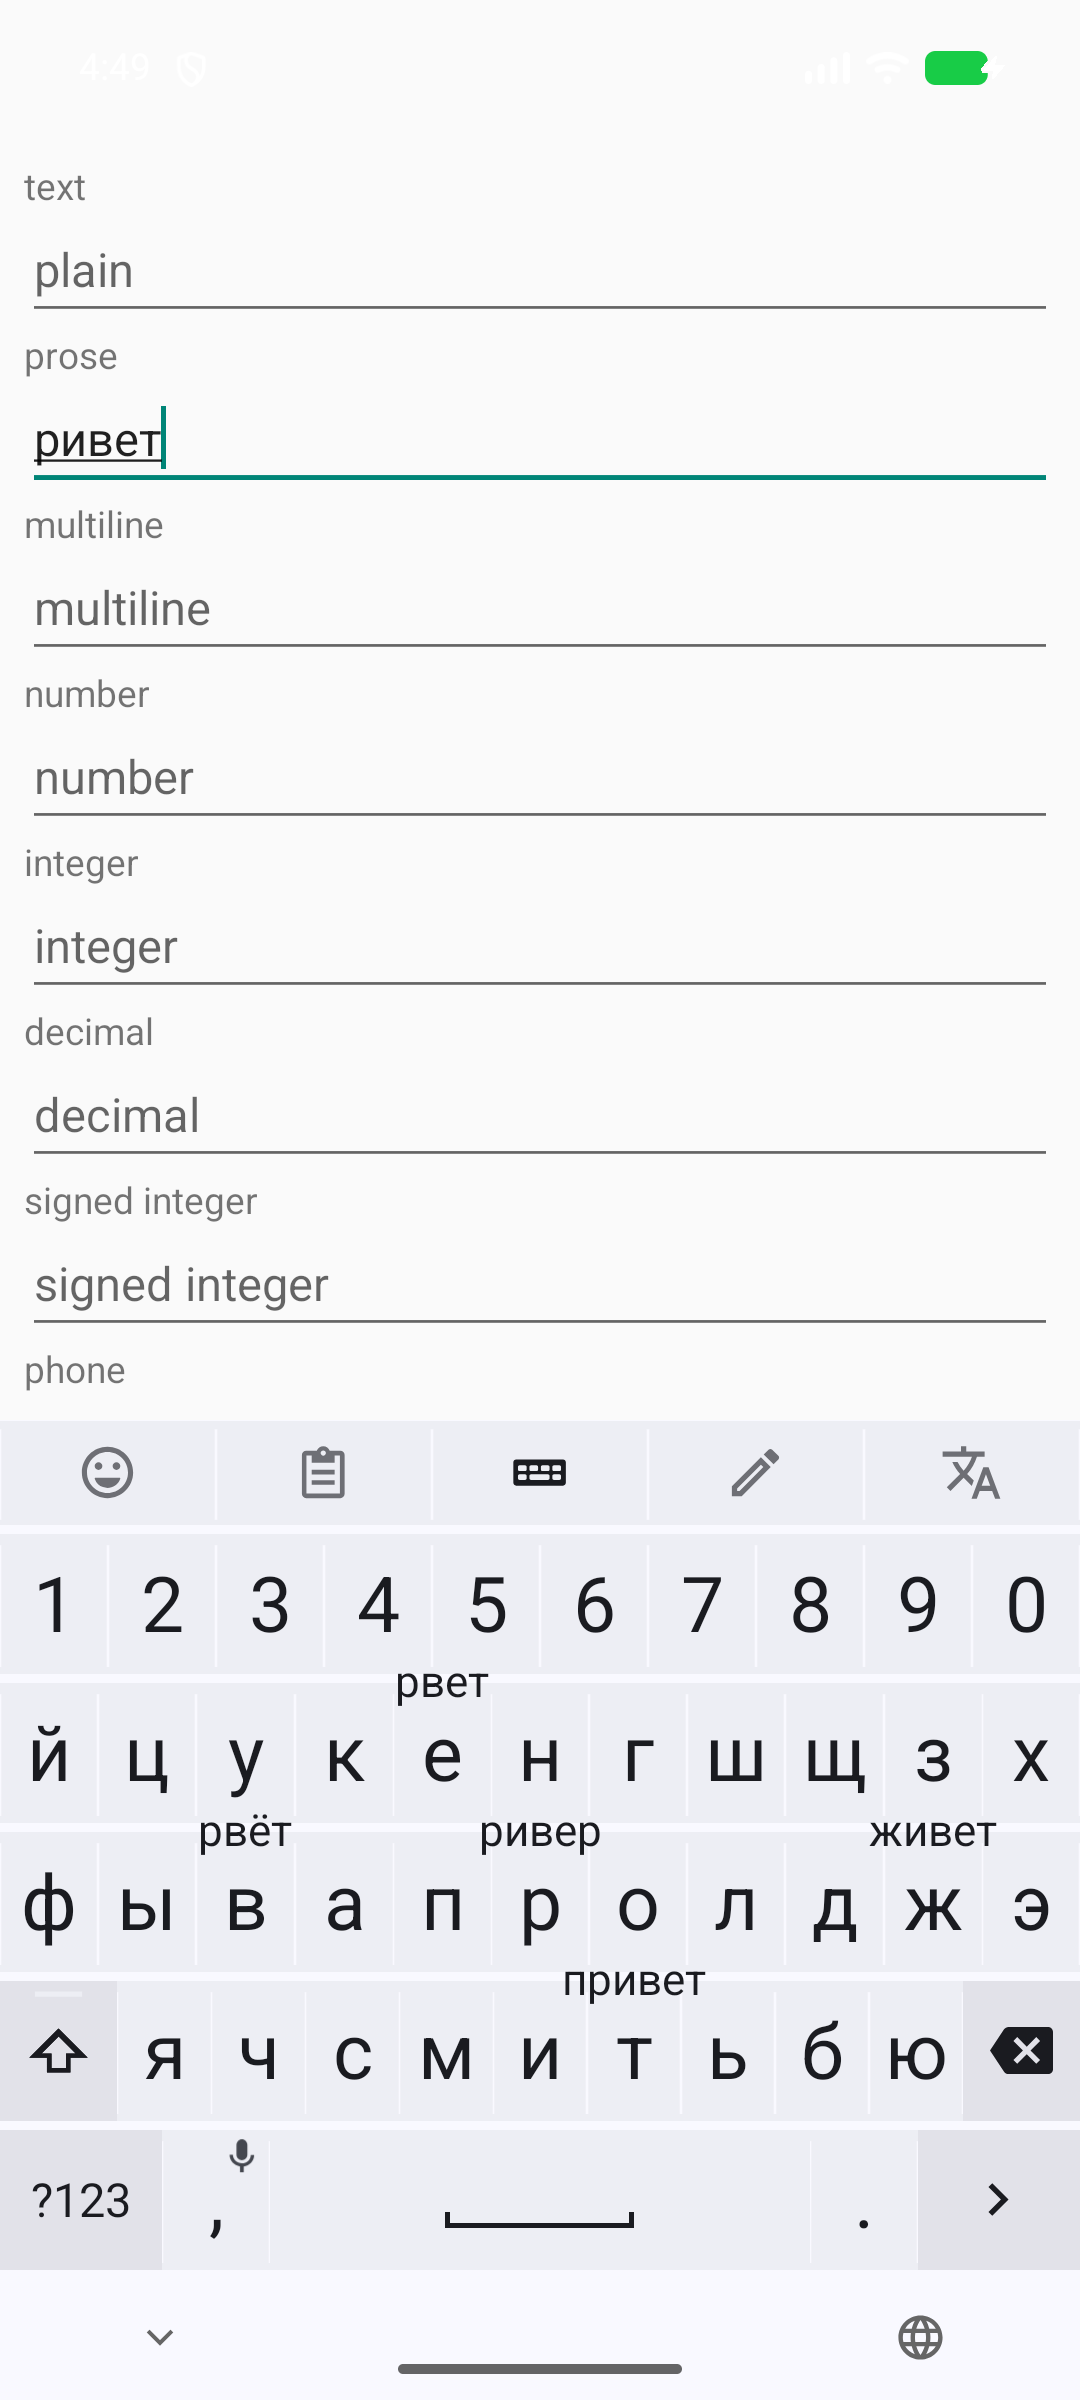 4:49
text
plain
prose
ривет
multiline
multiline
number
number
integer
integer
decimal
decimal
signed integer
signed integer
phone
1 2 3 4 5 6 7 8 9 0
рвет
й ц у к е н г ш щ з х
рвёт ривер живет
ф ы в а п р о л д ж э
привет
я ч с м и т ь б ю
?123 , .